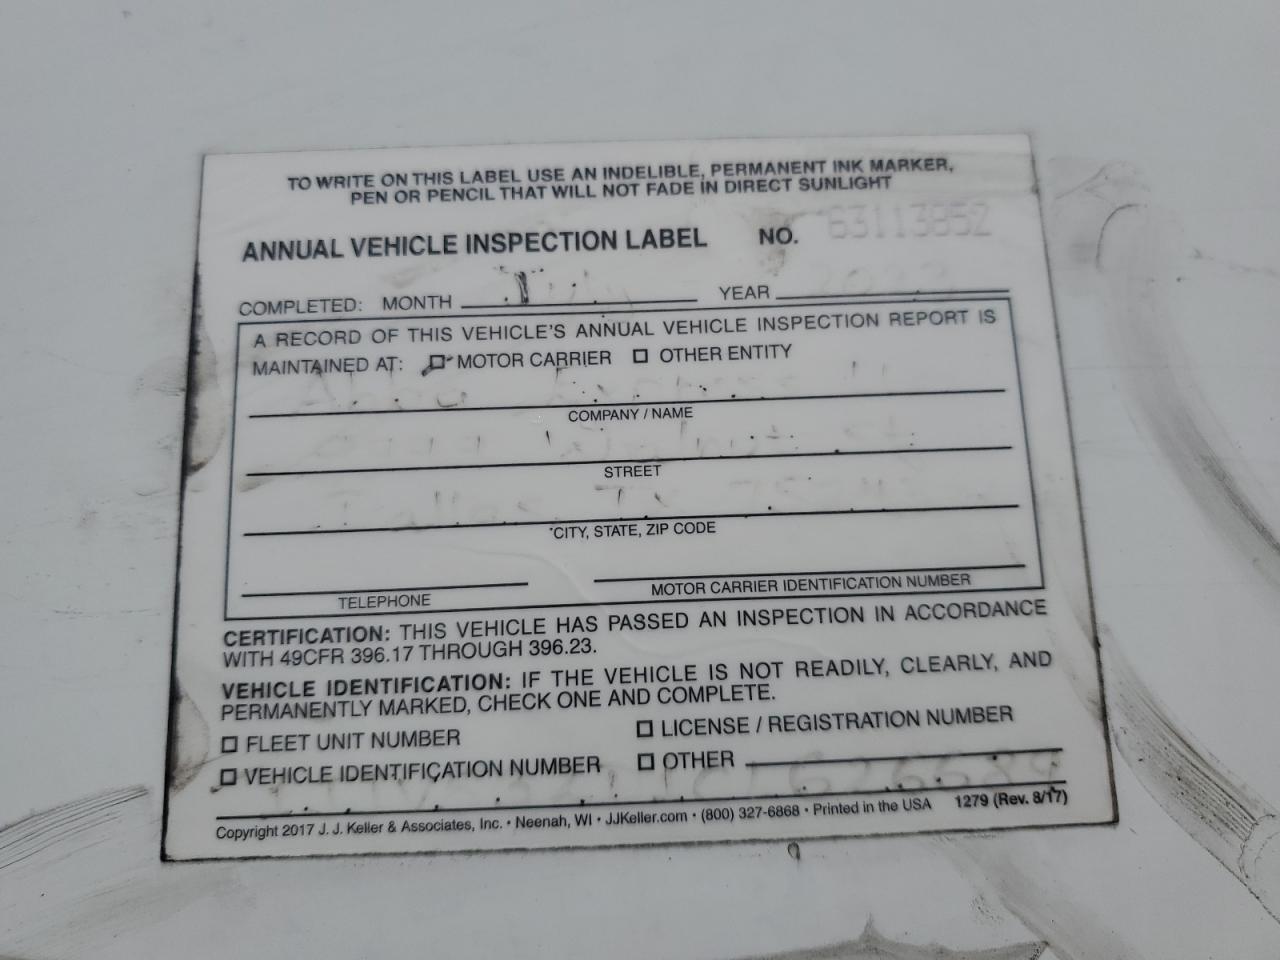 TO WRITE ON THIS LABEL USE AN INDELIBLE, PERMANENT INK MARKER,
PEN OR PENCIL THAT WILL NOT FADE IN DIRECT SUNLIGHT
ANNUAL VEHICLE INSPECTION LABEL NO. 63113852
COMPLETED: MONTH YEAR
A RECORD OF THIS VEHICLE'S ANNUAL VEHICLE INSPECTION REPORT IS
MAINTAINED AT: MOTOR CARRIER OTHER ENTITY
COMPANY / NAME
STREET
CITY, STATE, ZIP CODE
TELEPHONE MOTOR CARRIER IDENTIFICATION NUMBER
CERTIFICATION: THIS VEHICLE HAS PASSED AN INSPECTION IN ACCORDANCE
WITH 49CFR 396.17 THROUGH 396.23.
VEHICLE IDENTIFICATION: IF THE VEHICLE IS NOT READILY, CLEARLY, AND
PERMANENTLY MARKED, CHECK ONE AND COMPLETE.
FLEET UNIT NUMBER LICENSE / REGISTRATION NUMBER
VEHICLE IDENTIFICATION NUMBER OTHER
Copyright 2017 J. J. Keller & Associates, Inc. • Neenah, WI • JJKeller.com • (800) 327-6868 • Printed in the USA 1279 (Rev. 8/17)